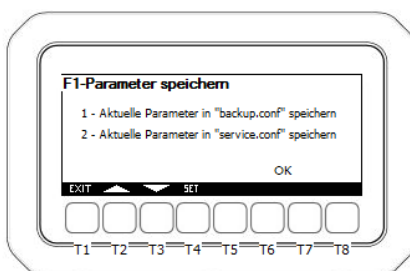 F1-Parameter speichern
1 - Aktuelle Parameter in "backup.conf" speichern
2 - Aktuelle Parameter in "service.conf" speichern
OK
EXIT SET
T1 T2 T3 T4 T5 T6 T7 T8